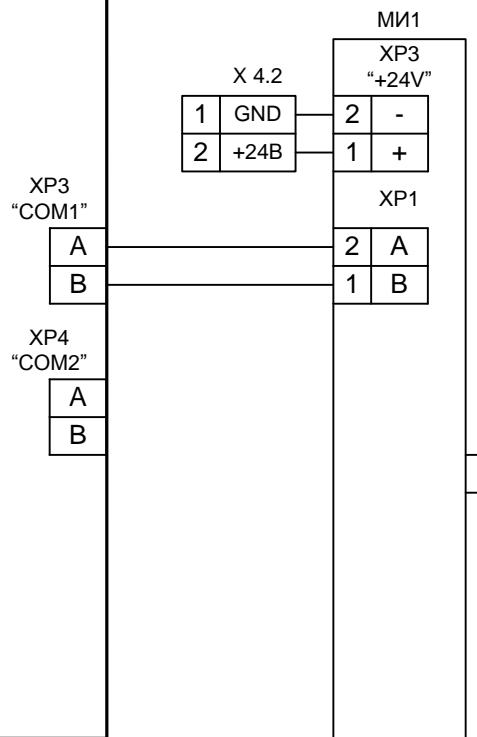 МИ1
XP3
“+24V”
X 4.2
1 GND
2 -
2 +24В
1 +
XP3
“COM1”
XP1
A
2 A
B
1 B
XP4
“COM2”
A
B